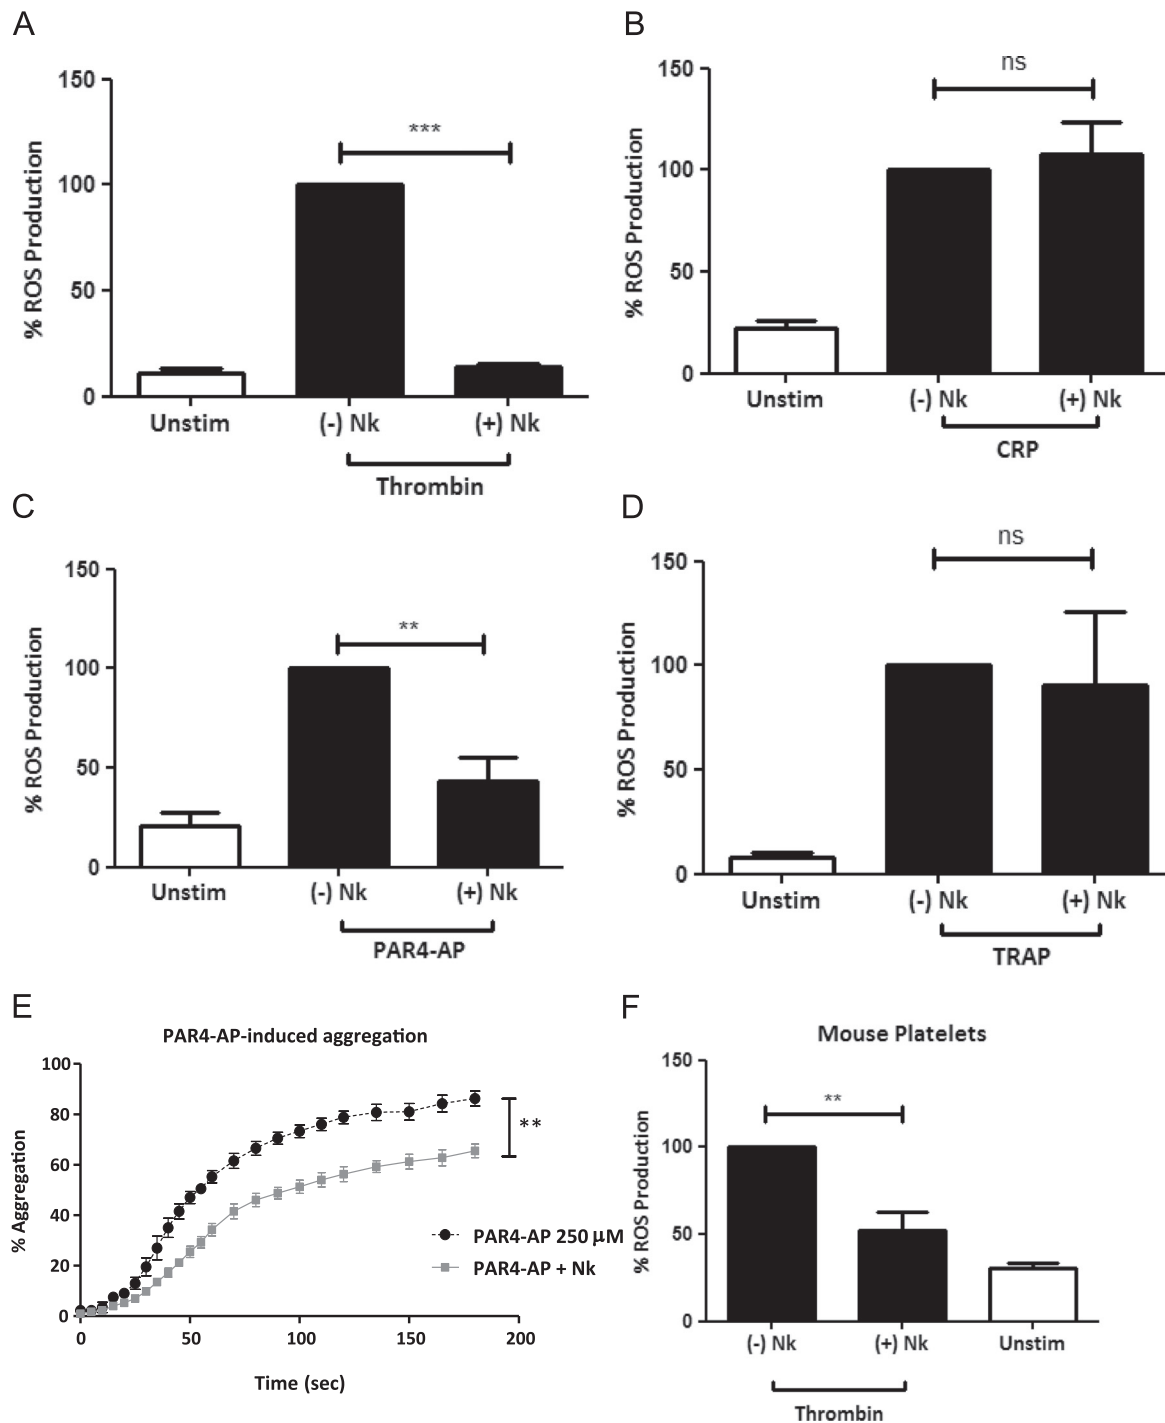 A
150
100
50
0
% ROS Production
***
Unstim
(-) Nk
(+) Nk
Thrombin
B
150
100
50
0
% ROS Production
ns
Unstim
(-) Nk
(+) Nk
CRP
C
150
100
50
0
% ROS Production
**
Unstim
(-) Nk
(+) Nk
PAR4-AP
D
150
100
50
0
% ROS Production
ns
Unstim
(-) Nk
(+) Nk
TRAP
E
PAR4-AP-induced aggregation
100
80
60
40
20
0
% Aggregation
**
PAR4-AP 250 µM
PAR4-AP + Nk
0
50
100
150
200
Time (sec)
F
Mouse Platelets
150
100
50
0
% ROS Production
**
(-) Nk
(+) Nk
Unstim
Thrombin